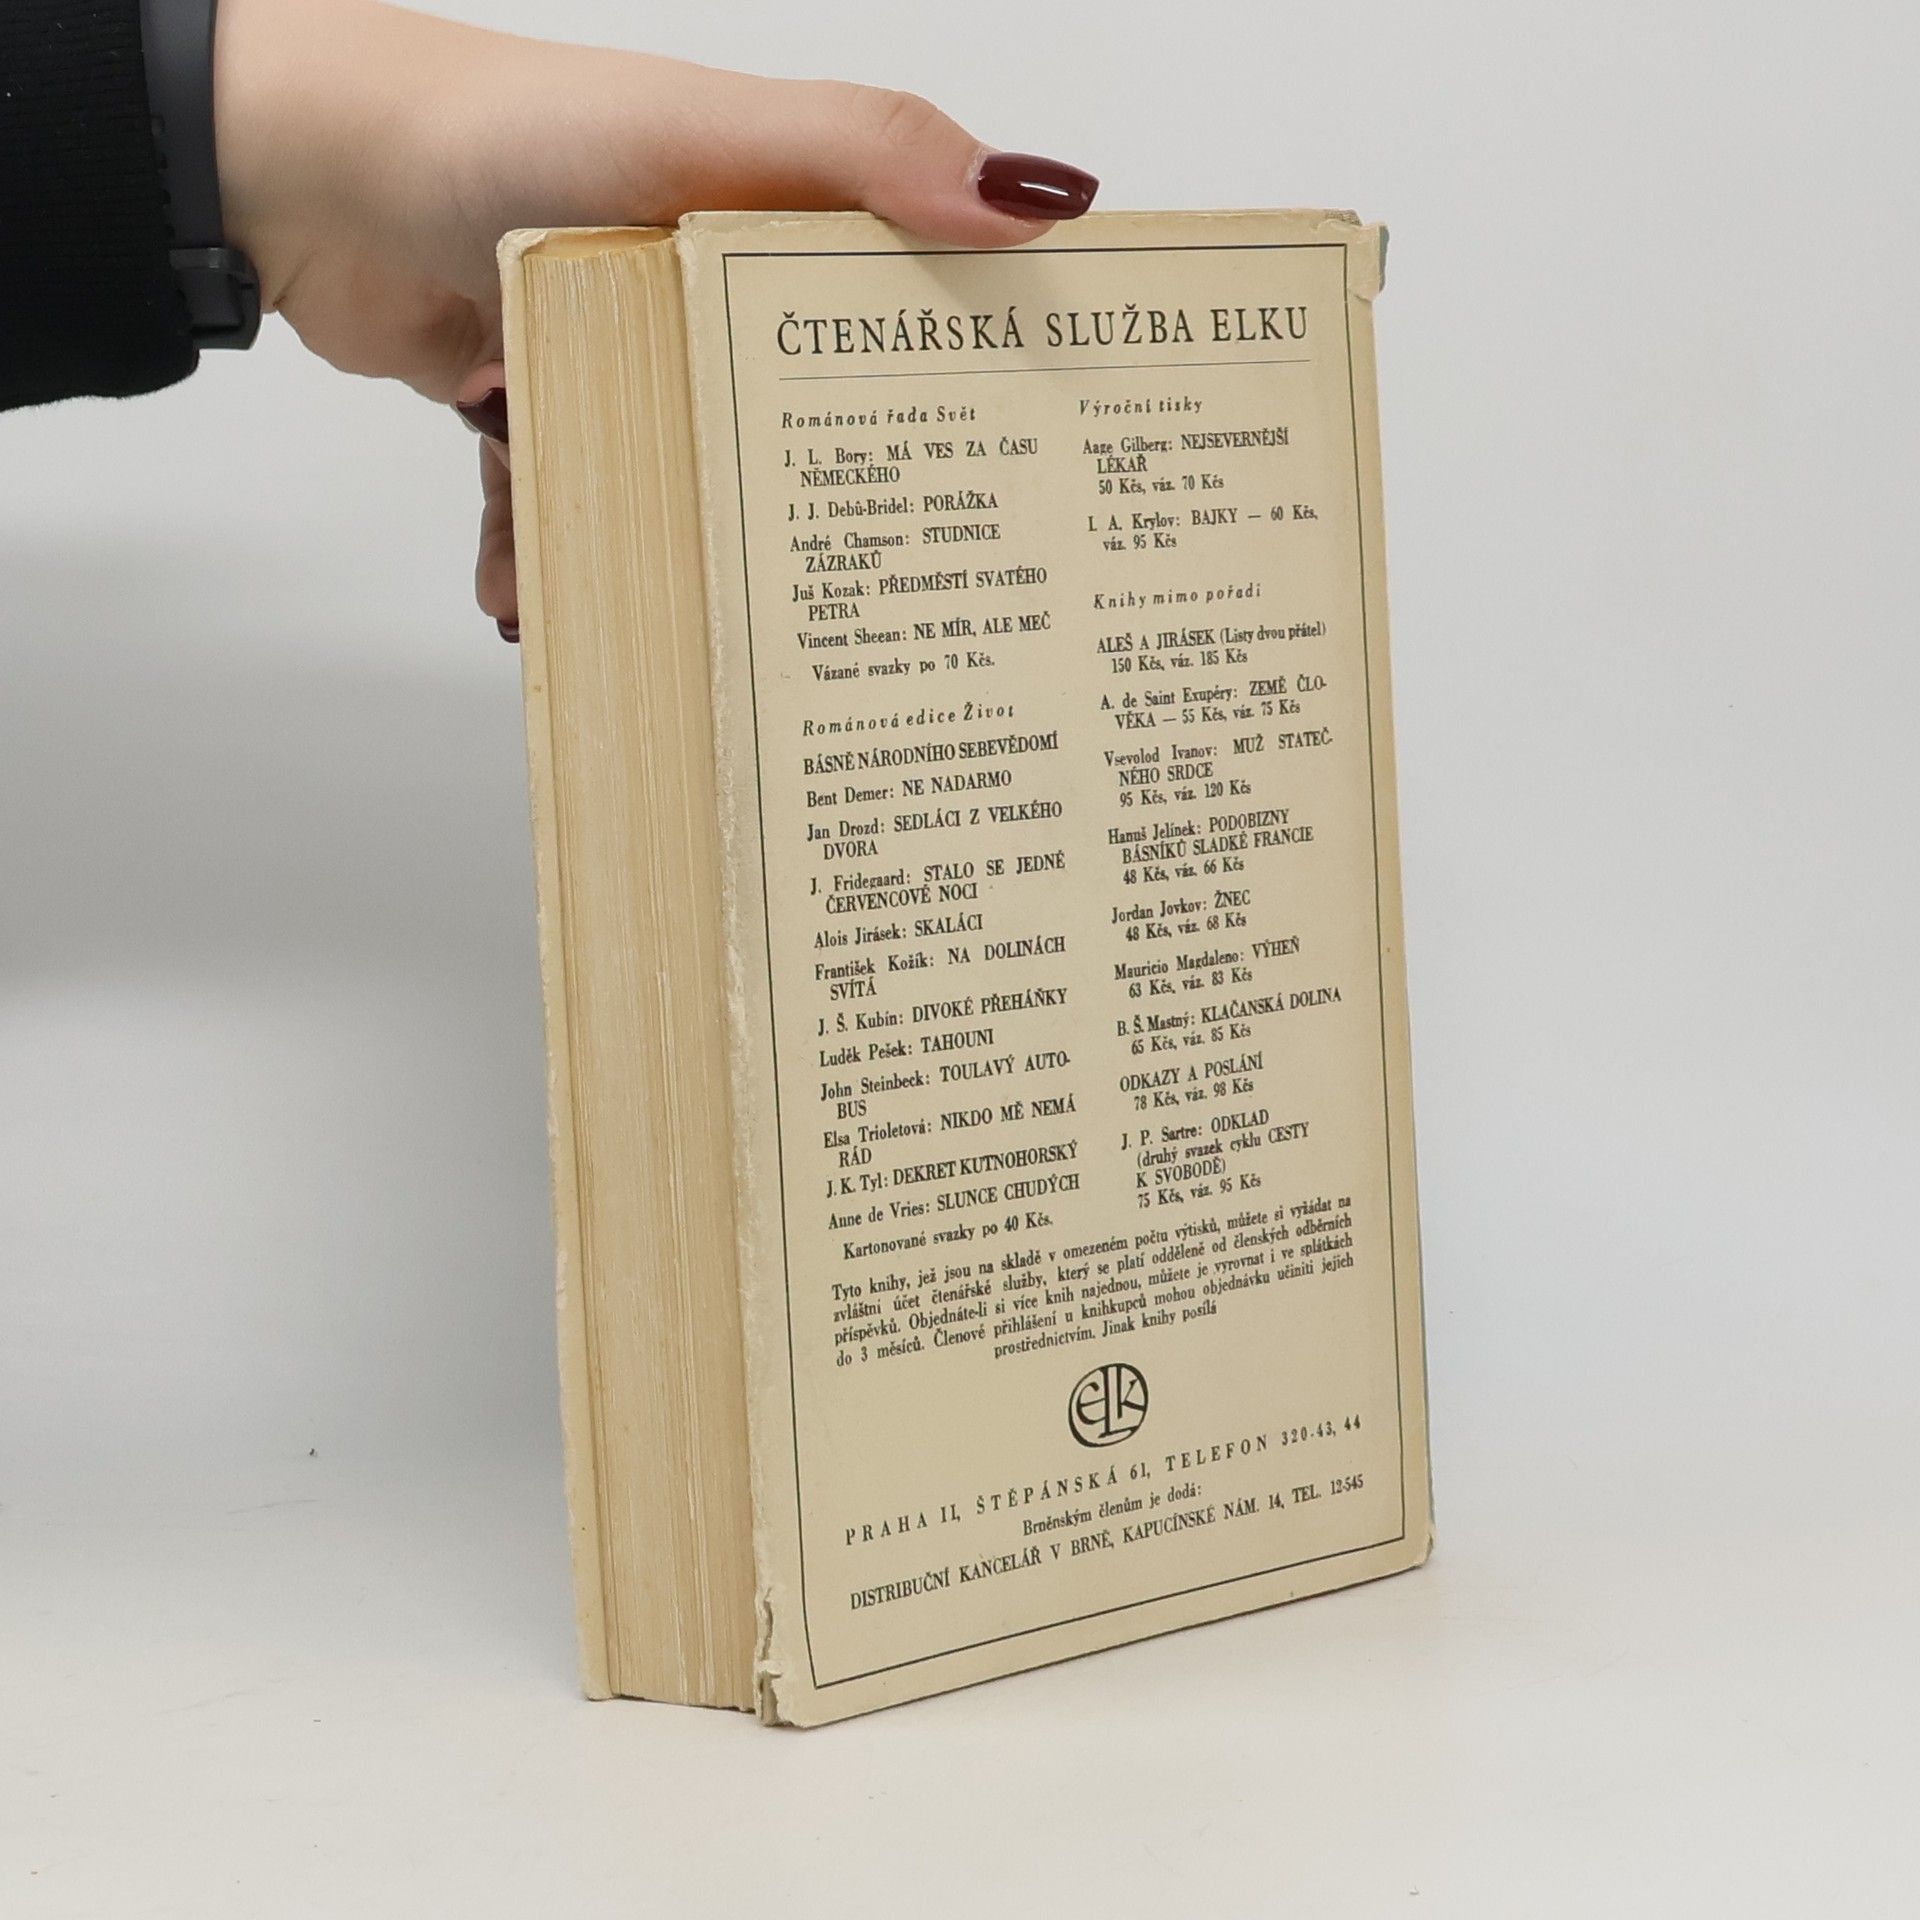 ČTENÁŘSKÁ SLUŽBA ELKU
Románová řada Svět
J. L. Bory: MÁ VES ZA ČASU
NĚMECKÉHO
J. J. Debû-Bridel: PORÁŽKA
André Chamson: STUDNICE
ZÁZRAKŮ
Juš Kozak: PŘEDMĚSTÍ SVATÉHO
PETRA
Vincent Sheean: NE MÍR, ALE MEČ
Vázané svazky po 70 Kčs.
Románová edice Život
BÁSNĚ NÁRODNÍHO SEBEVĚDOMÍ
Bent Demer: NE NADARMO
Jan Drozd: SEDLÁCI Z VELKÉHO
DVORA
J. Fridegaard: STALO SE JEDNÉ
ČERVENCOVÉ NOCI
Alois Jirásek: SKALÁCI
František Kožík: NA DOLINÁCH
SVÍTÁ
J. Š. Kubín: DIVOKÉ PŘEHÁŇKY
Luděk Pešek: TAHOUNI
John Steinbeck: TOULAVÝ AUTO-
BUS
Elsa Trioletová: NIKDO MĚ NEMÁ
RÁD
J. K. Tyl: DEKRET KUTNOHORSKÝ
Anne de Vries: SLUNCE CHUDÝCH
Kartonované svazky po 40 Kčs.
Výroční tisky
Aage Gilberg: NEJSEVERNĚJŠÍ
LÉKAŘ
50 Kčs, váz. 70 Kčs
I. A. Krylov: BAJKY — 60 Kčs,
váz. 95 Kčs
Knihy mimo pořadí
ALEŠ A JIRÁSEK (Listy dvou přátel)
150 Kčs, váz. 185 Kčs
A. de Saint Exupéry: ZEMĚ ČLO-
VĚKA — 55 Kčs, váz. 75 Kčs
Vsevolod Ivanov: MUŽ STATEČ-
NÉHO SRDCE
95 Kčs, váz. 120 Kčs
Hanuš Jelínek: PODOBIZNY
BÁSNÍKŮ SLADKÉ FRANCIE
48 Kčs, váz. 66 Kčs
Jordan Jovkov: ŽNEC
48 Kčs, váz. 68 Kčs
Mauricio Magdaleno: VÝHEŇ
63 Kčs, váz. 83 Kčs
B. Š. Mastný: KLAČANSKÁ DOLINA
65 Kčs, váz. 85 Kčs
ODKAZY A POSLÁNÍ
78 Kčs, váz. 98 Kčs
J. P. Sartre: ODKLAD
(druhý svazek cyklu CESTY
K SVOBODĚ)
75 Kčs, váz. 95 Kčs
Tyto knihy, jež jsou na skladě v omezeném počtu výtisků, můžete si vyžádat na
zvláštní účet čtenářské služby, který se platí odděleně od členských odběrních
příspěvků. Objednáte-li si více knih najednou, můžete je vyrovnat i ve splátkách
do 3 měsíců. Členové přihlášení u knihkupců mohou objednávku učiniti jejich
prostřednictvím. Jinak knihy posílá
ELK
PRAHA II, ŠTĚPÁNSKÁ 61, TELEFON 320-43, 44
Brněnským členům je dodá:
DISTRIBUČNÍ KANCELÁŘ V BRNĚ, KAPUCÍNSKÉ NÁM. 14, TEL. 12-545